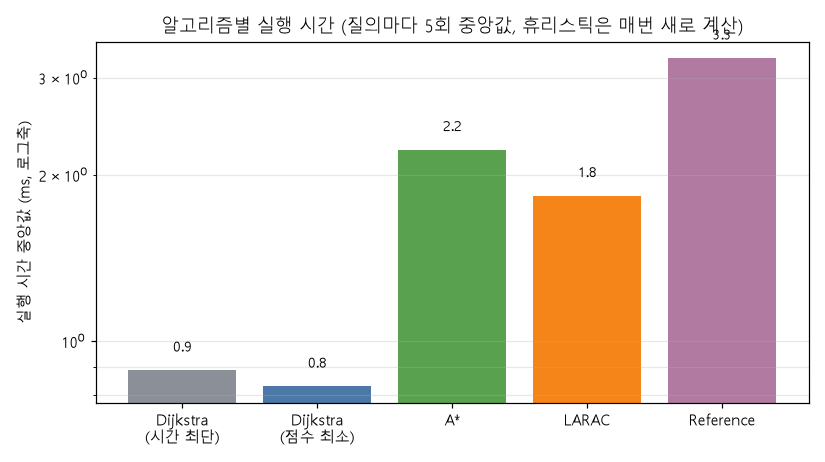 알고리즘별 실행 시간 (질의마다 5회 중앙값, 휴리스틱은 매번 새로 계산)
3.3
3 × 10⁰
2.2
2 × 10⁰
1.8
실행 시간 중앙값 (ms, 로그축)
10⁰
0.9
0.8
Dijkstra
(시간 최단)
Dijkstra
(점수 최소)
A*
LARAC
Reference